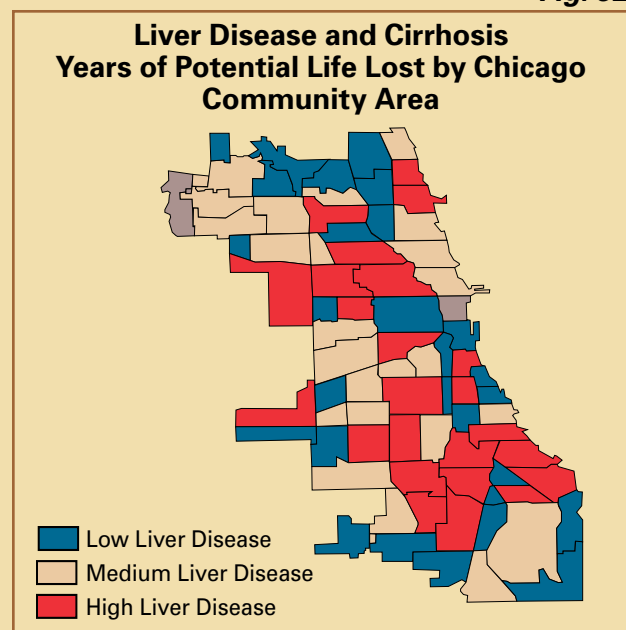 Liver Disease and Cirrhosis
Years of Potential Life Lost by Chicago
Community Area
Low Liver Disease
Medium Liver Disease
High Liver Disease